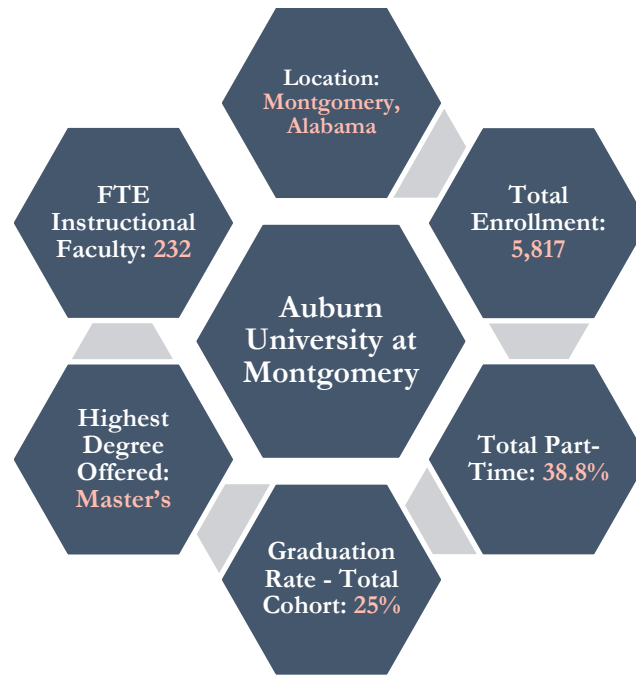 Location:
Montgomery,
Alabama
FTE
Instructional
Faculty: 232
Total
Enrollment:
5,817
Auburn
University at
Montgomery
Highest
Degree
Offered:
Master's
Total Part-
Time: 38.8%
Graduation
Rate - Total
Cohort: 25%